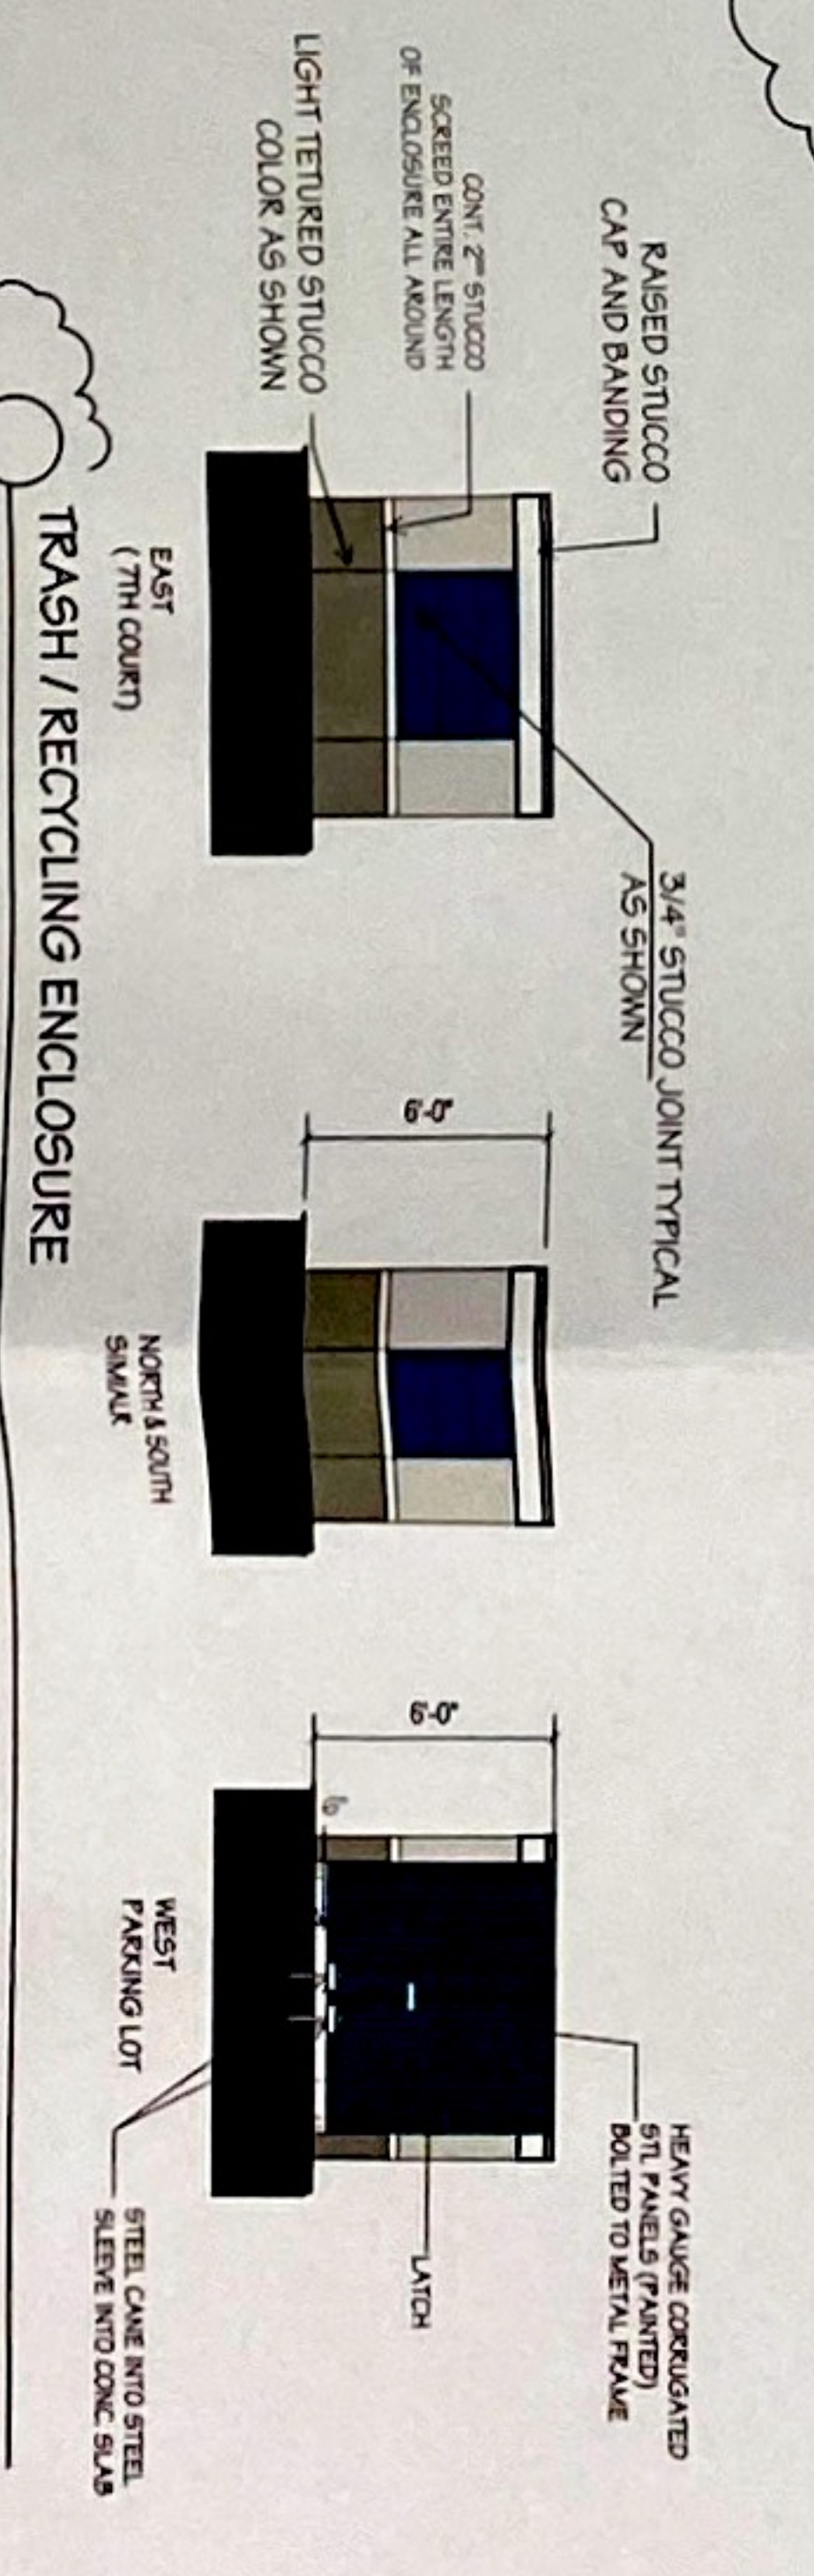 RAISED STUCCO
CAP AND BANDING
CONT. 2" STUCCO
SCREED ENTIRE LENGTH
OF ENCLOSURE ALL AROUND
LIGHT TETURED STUCCO
COLOR AS SHOWN
3/4" STUCCO JOINT TYPICAL
AS SHOWN
EAST
( 7TH COURT)
6'-0"
NORTH & SOUTH
SIMIALR
6'-0"
6
HEAVY GAUGE CORRUGATED
STL PANELS (PAINTED)
BOLTED TO METAL FRAME
LATCH
WEST
PARKING LOT
STEEL CANE INTO STEEL
SLEEVE INTO CONC. SLAB
TRASH / RECYCLING ENCLOSURE